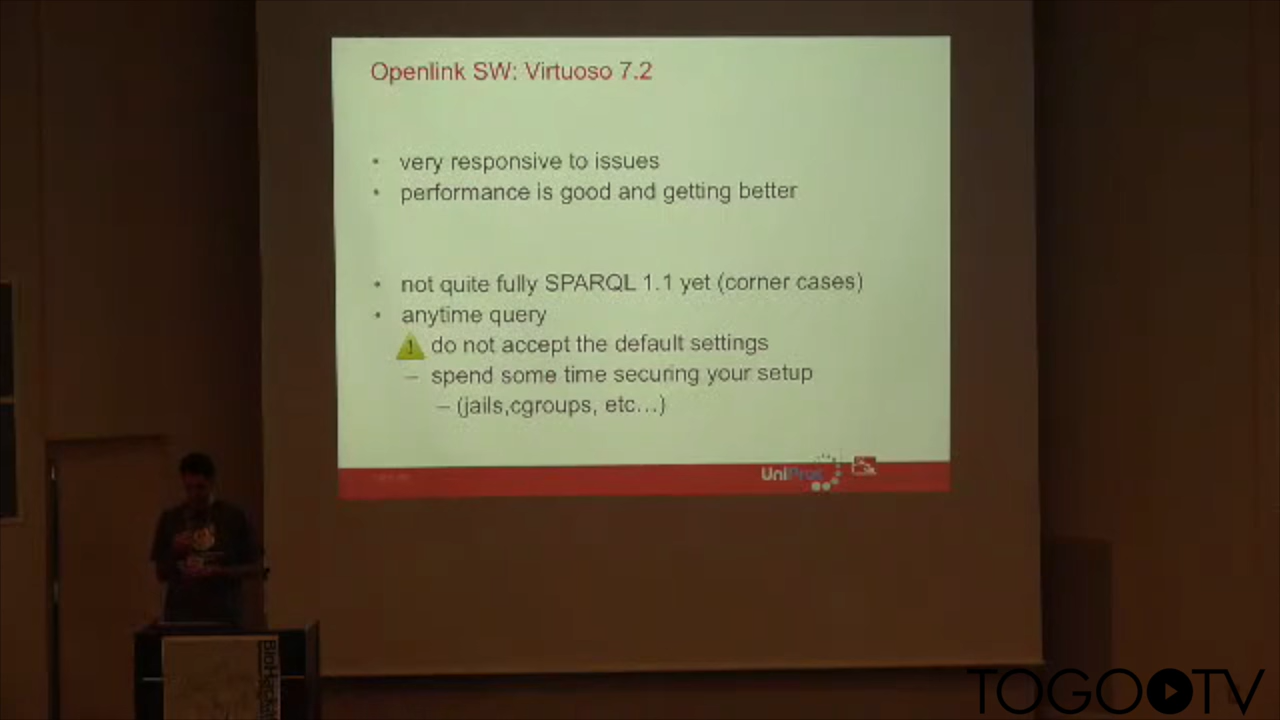 Openlink SW: Virtuoso 7.2
• very responsive to issues
• performance is good and getting better
• not quite fully SPARQL 1.1 yet (corner cases)
• anytime query
! do not accept the default settings
– spend some time securing your setup
– (jails,cgroups, etc...)
UniProt
TOGOTV